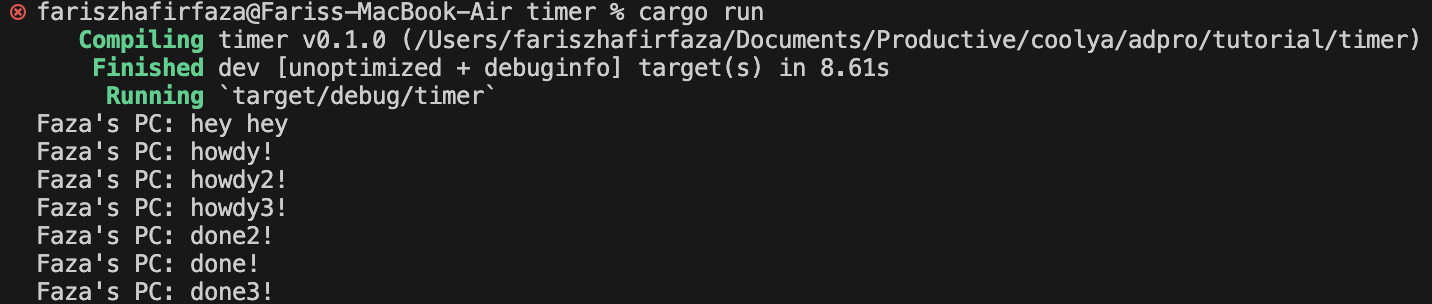 fariszhafirfaza@Fariss-MacBook-Air timer % cargo run
Compiling timer v0.1.0 (/Users/fariszhafirfaza/Documents/Productive/coolya/adpro/tutorial/timer)
Finished dev [unoptimized + debuginfo] target(s) in 8.61s
Running `target/debug/timer`
Faza's PC: hey hey
Faza's PC: howdy!
Faza's PC: howdy2!
Faza's PC: howdy3!
Faza's PC: done2!
Faza's PC: done!
Faza's PC: done3!